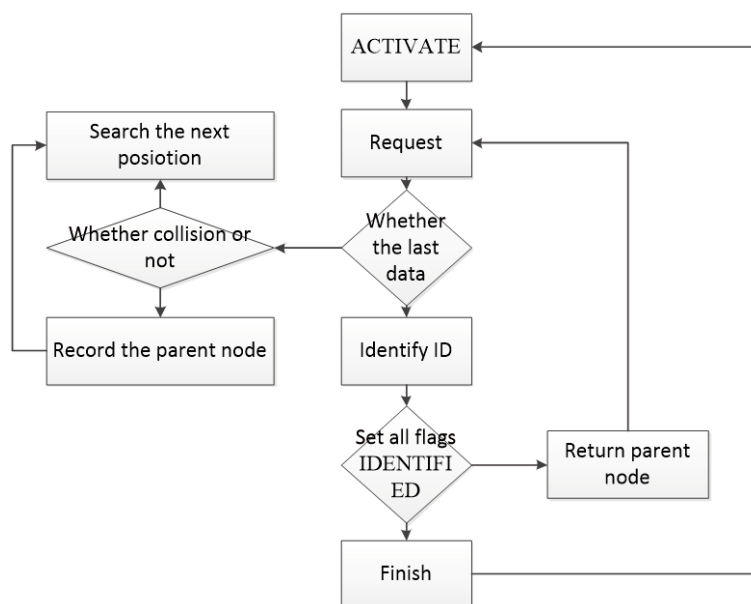 ACTIVATE
Request
Search the next
posiotion
Whether collision or
not
Whether
the last
data
Record the parent node
Identify ID
Set all flags
IDENTIFI
ED
Return parent
node
Finish